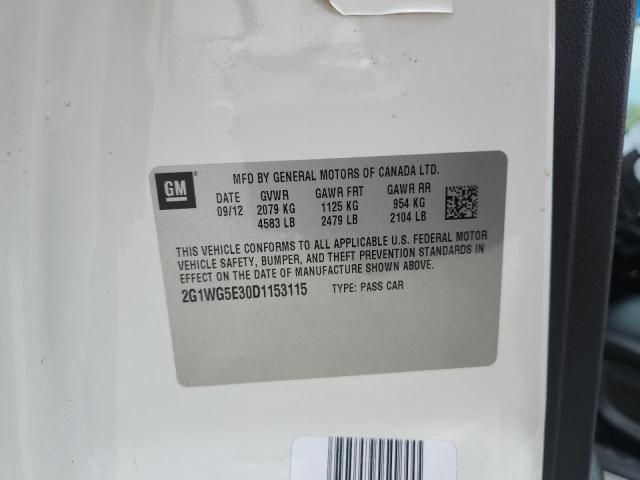 GM
MFD BY GENERAL MOTORS OF CANADA LTD.
DATE GVWR GAWR FRT GAWR RR
09/12 2079 KG 1125 KG 954 KG
4583 LB 2479 LB 2104 LB
THIS VEHICLE CONFORMS TO ALL APPLICABLE U.S. FEDERAL MOTOR
VEHICLE SAFETY, BUMPER, AND THEFT PREVENTION STANDARDS IN
EFFECT ON THE DATE OF MANUFACTURE SHOWN ABOVE.
2G1WG5E30D1153115 TYPE: PASS CAR